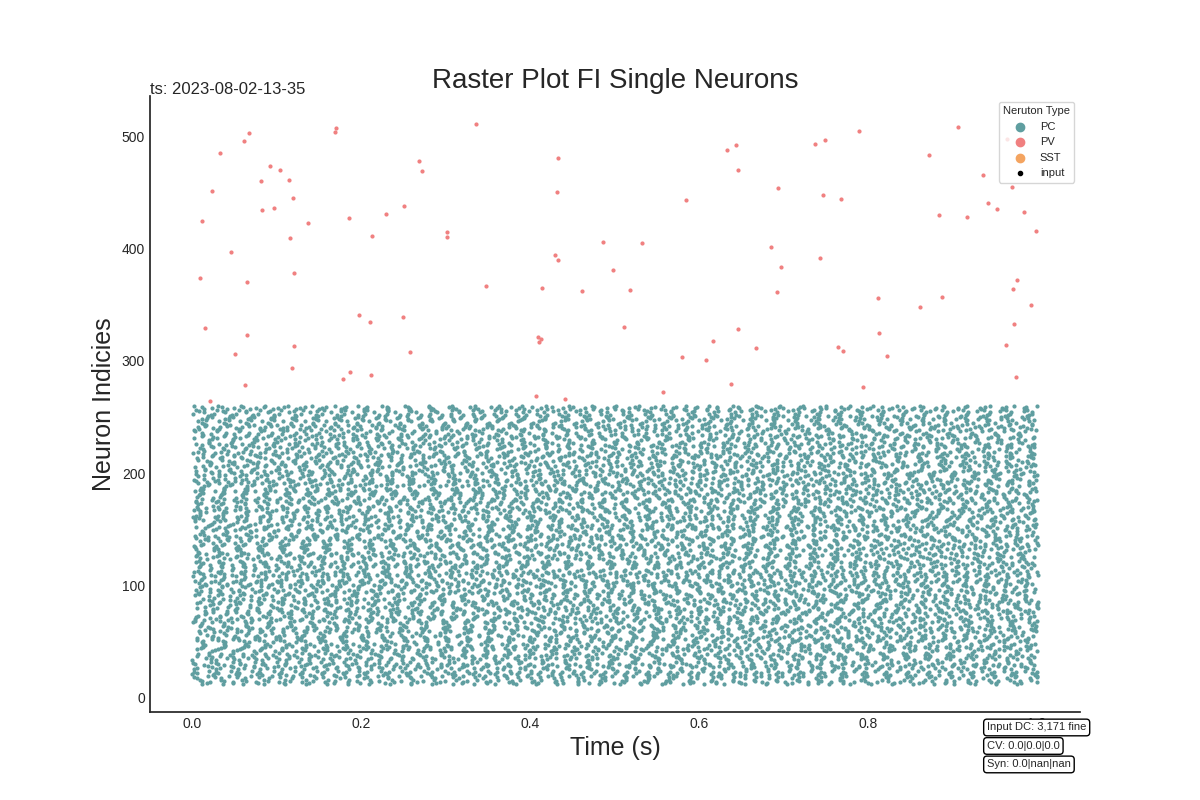 Raster Plot FI Single Neurons
ts: 2023-08-02-13-35
Neruton Type
PC
PV
SST
input
Neuron Indicies
500
400
300
200
100
0
0.0 0.2 0.4 0.6 0.8
Time (s)
Input DC: 3,171 fine
CV: 0.0|0.0|0.0
Syn: 0.0|nan|nan